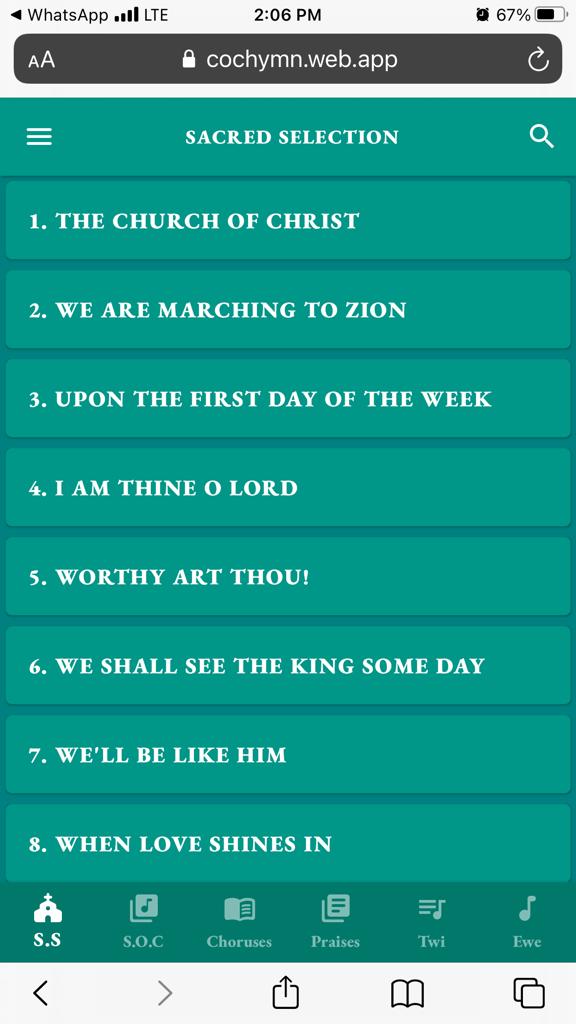 WhatsApp LTE 2:06 PM 67%
AA cochymn.web.app
SACRED SELECTION
1. THE CHURCH OF CHRIST
2. WE ARE MARCHING TO ZION
3. UPON THE FIRST DAY OF THE WEEK
4. I AM THINE O LORD
5. WORTHY ART THOU!
6. WE SHALL SEE THE KING SOME DAY
7. WE'LL BE LIKE HIM
8. WHEN LOVE SHINES IN
S.S S.O.C Choruses Praises Twi Ewe